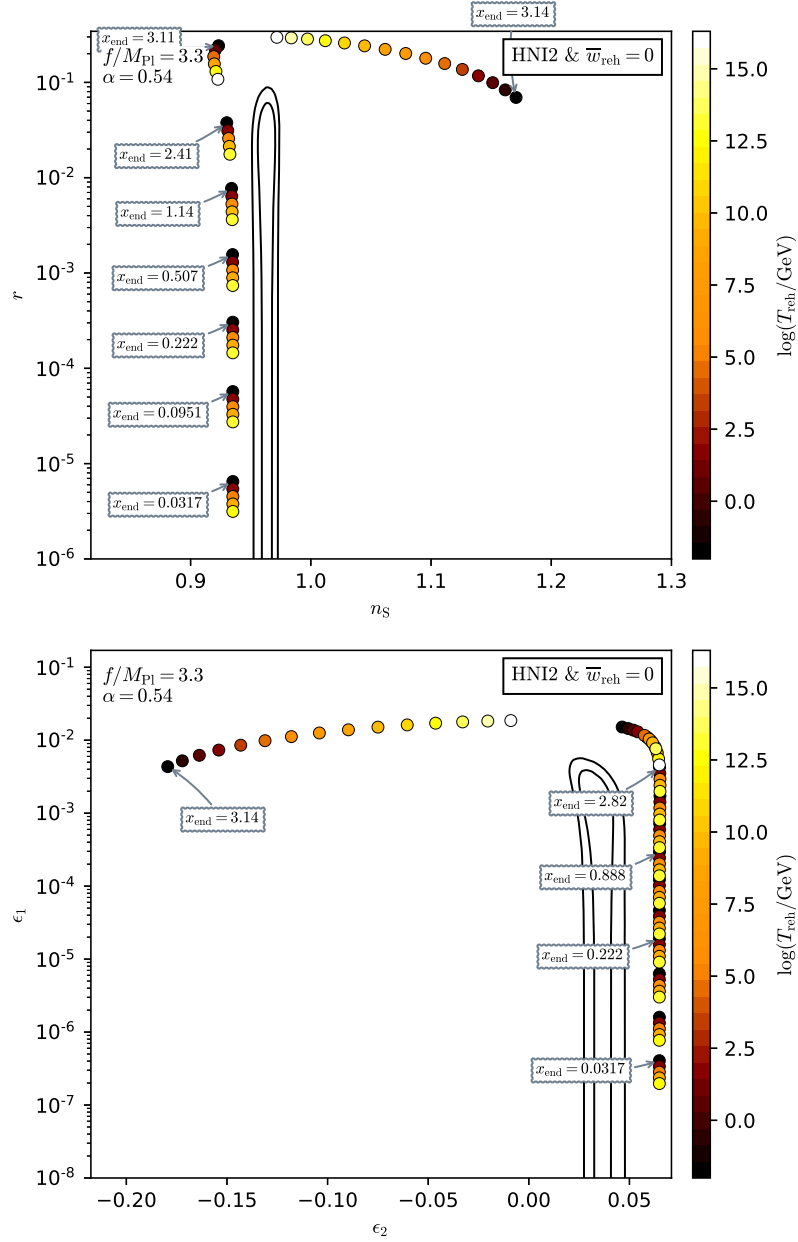 x_end = 3.14
x_end = 3.11
f/M_Pl = 3.3
α = 0.54
HNI2 & w̅_reh = 0
x_end = 2.41
x_end = 1.14
x_end = 0.507
x_end = 0.222
x_end = 0.0951
x_end = 0.0317
10^-1
10^-2
10^-3
10^-4
10^-5
10^-6
r
0.9 1.0 1.1 1.2 1.3
n_S
15.0
12.5
10.0
7.5
5.0
2.5
0.0
log(T_reh/GeV)
f/M_Pl = 3.3
α = 0.54
HNI2 & w̅_reh = 0
x_end = 3.14
x_end = 2.82
x_end = 0.888
x_end = 0.222
x_end = 0.0317
10^-1
10^-2
10^-3
10^-4
10^-5
10^-6
10^-7
10^-8
ϵ_1
−0.20 −0.15 −0.10 −0.05 0.00 0.05
ϵ_2
15.0
12.5
10.0
7.5
5.0
2.5
0.0
log(T_reh/GeV)